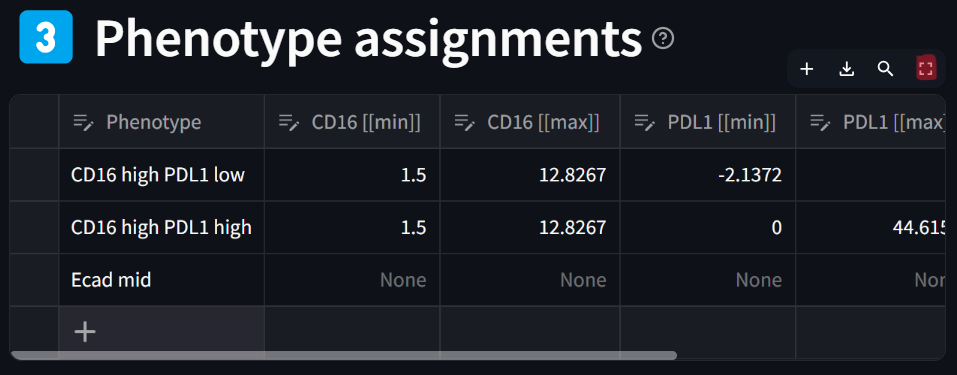 3 Phenotype assignments
Phenotype CD16 [[min]] CD16 [[max]] PDL1 [[min]] PDL1 [[max]
CD16 high PDL1 low 1.5 12.8267 -2.1372
CD16 high PDL1 high 1.5 12.8267 0 44.615
Ecad mid None None None Non